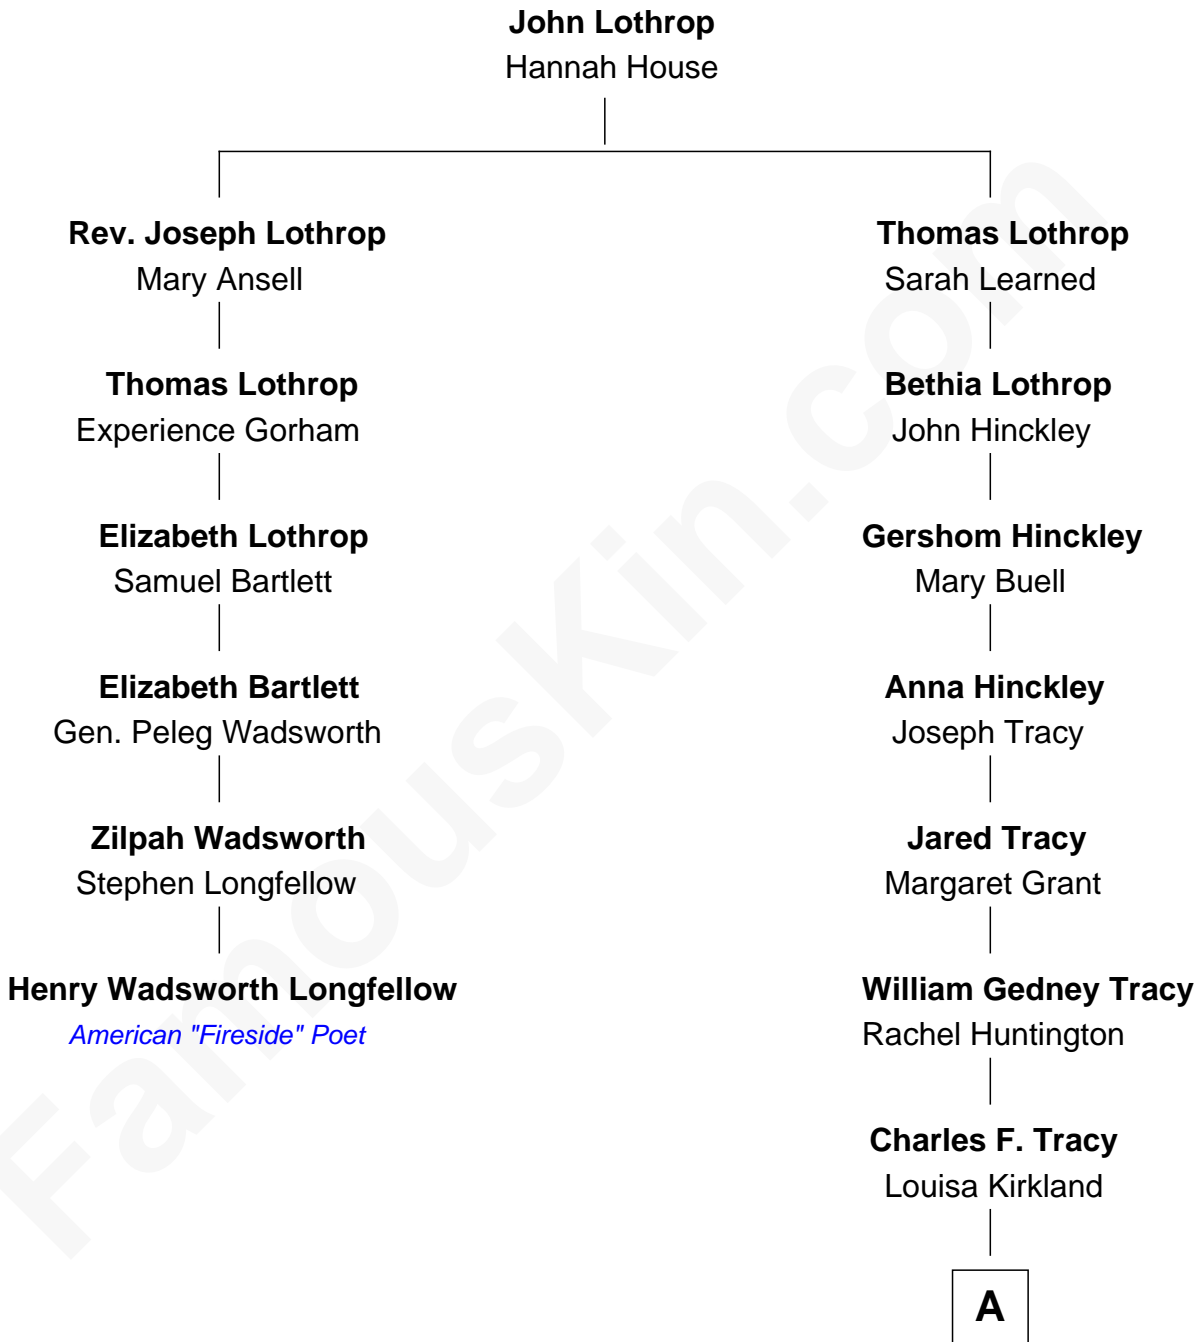 John Lothrop
Hannah House
Rev. Joseph Lothrop
Mary Ansell
Thomas Lothrop
Experience Gorham
Elizabeth Lothrop
Samuel Bartlett
Elizabeth Bartlett
Gen. Peleg Wadsworth
Zilpah Wadsworth
Stephen Longfellow
Henry Wadsworth Longfellow
American "Fireside" Poet
Thomas Lothrop
Sarah Learned
Bethia Lothrop
John Hinckley
Gershom Hinckley
Mary Buell
Anna Hinckley
Joseph Tracy
Jared Tracy
Margaret Grant
William Gedney Tracy
Rachel Huntington
Charles F. Tracy
Louisa Kirkland
A
FamousKin.com